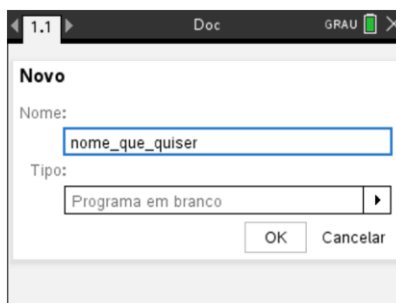 1.1 Doc GRAU
Novo
Nome:
nome_que_quiser
Tipo:
Programa em branco
OK Cancelar